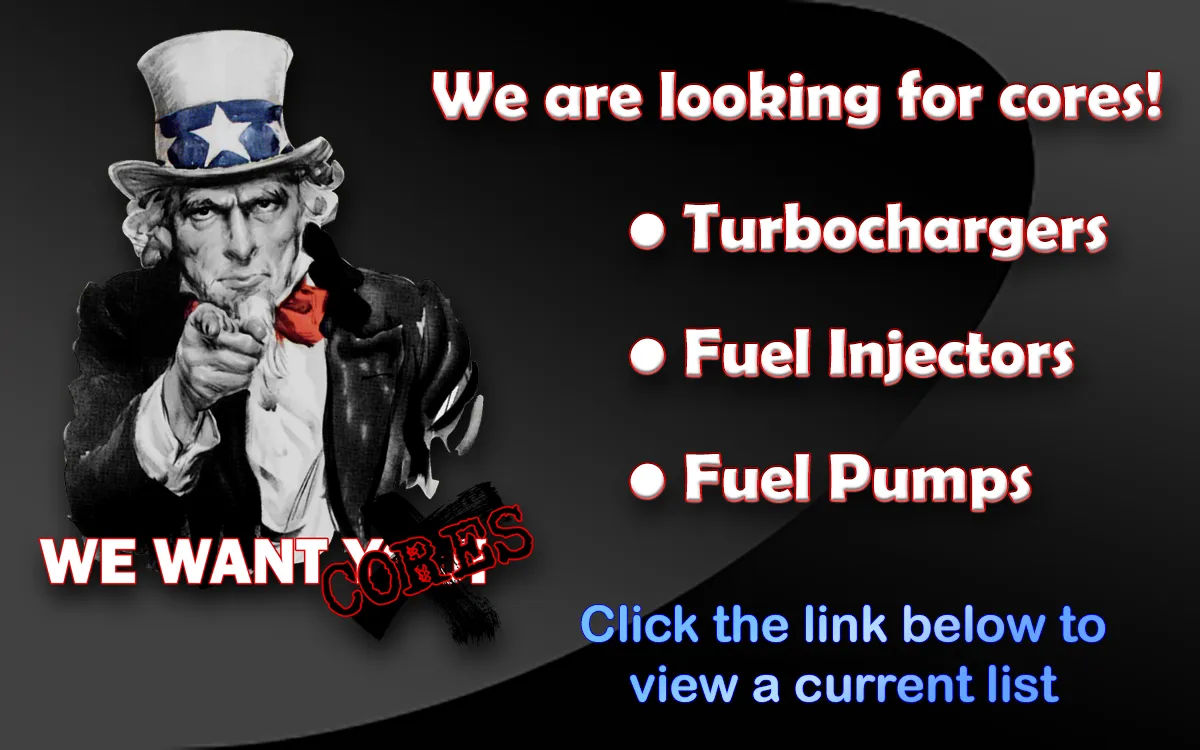 We are looking for cores!
• Turbochargers
• Fuel Injectors
• Fuel Pumps
WE WANT
CORES
Click the link below to
view a current list